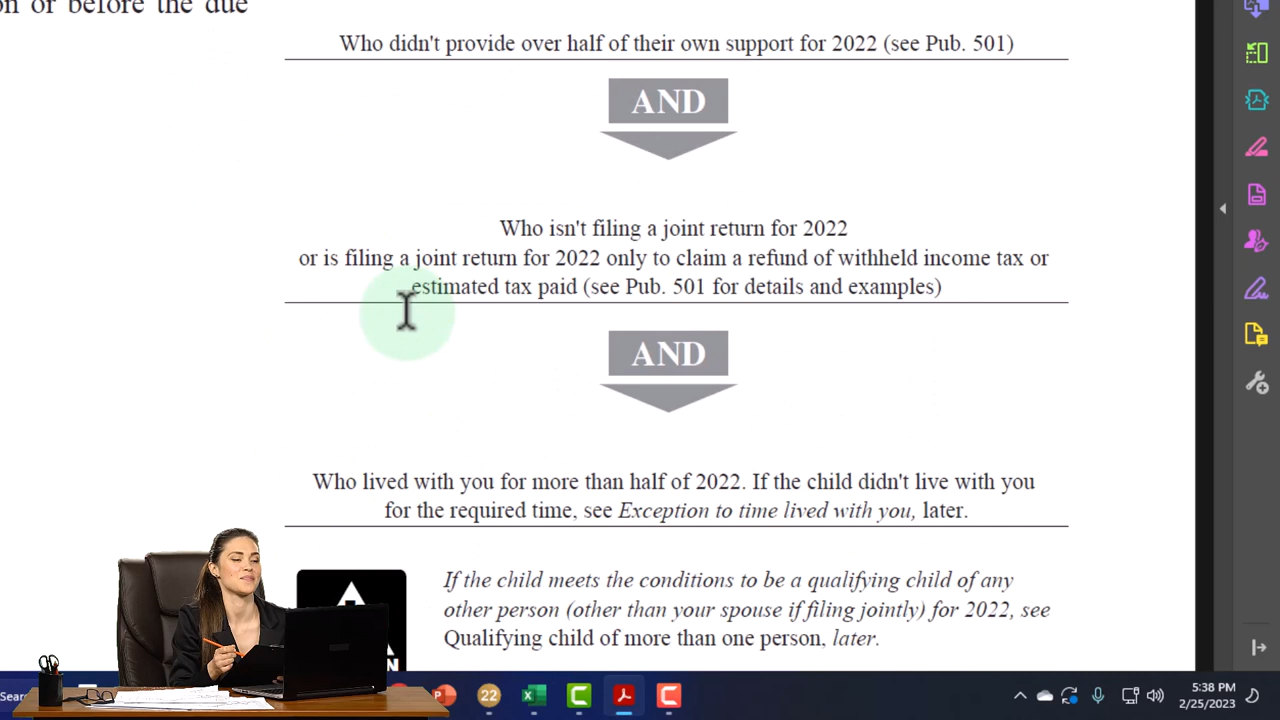 on or before the due
Who didn't provide over half of their own support for 2022 (see Pub. 501)
AND
Who isn't filing a joint return for 2022
or is filing a joint return for 2022 only to claim a refund of withheld income tax or
estimated tax paid (see Pub. 501 for details and examples)
AND
Who lived with you for more than half of 2022. If the child didn't live with you
for the required time, see Exception to time lived with you, later.
If the child meets the conditions to be a qualifying child of any
other person (other than your spouse if filing jointly) for 2022, see
Qualifying child of more than one person, later.
22
5:38 PM
2/25/2023